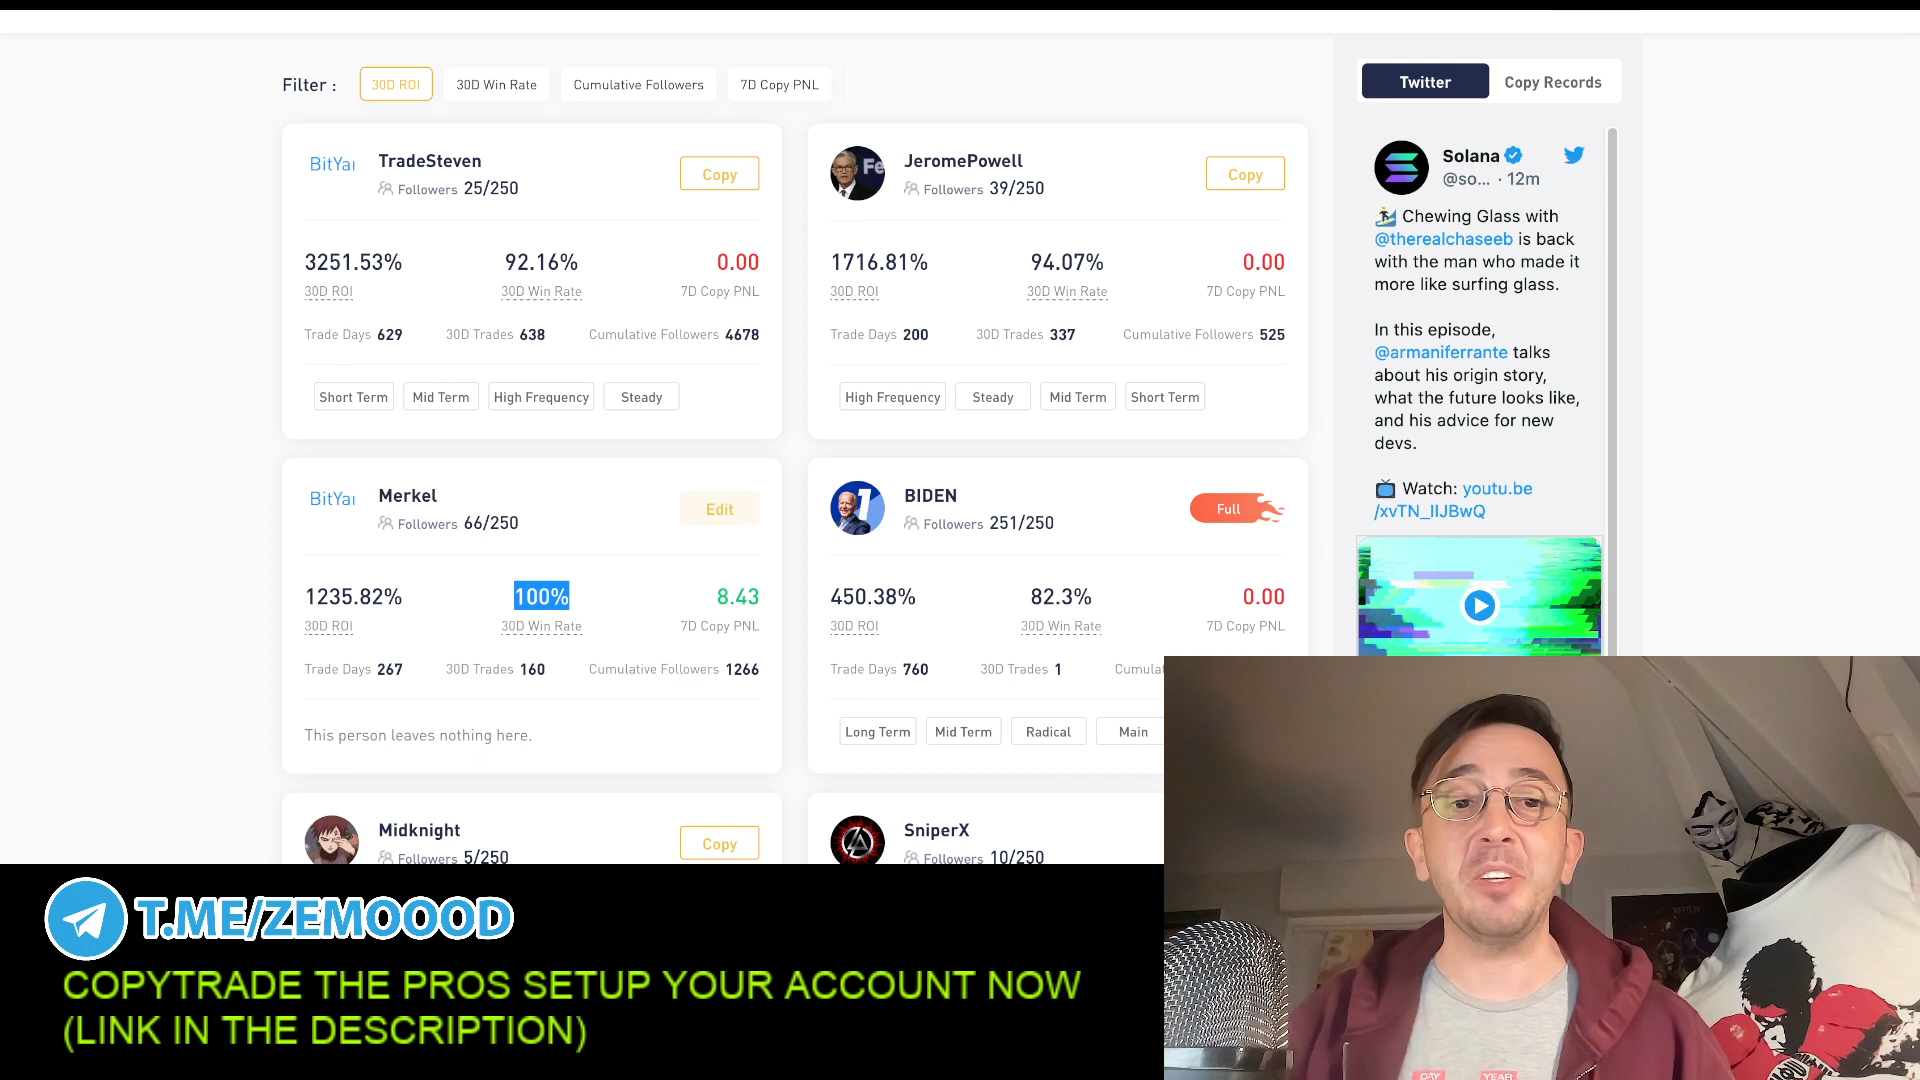 Filter :
30D ROI
30D Win Rate
Cumulative Followers
7D Copy PNL
Twitter
Copy Records
BitYar
TradeSteven
Followers 25/250
Copy
3251.53%
92.16%
0.00
30D ROI
30D Win Rate
7D Copy PNL
Trade Days 629
30D Trades 638
Cumulative Followers 4678
Short Term
Mid Term
High Frequency
Steady
Fe
JeromePowell
Followers 39/250
Copy
1716.81%
94.07%
0.00
30D ROI
30D Win Rate
7D Copy PNL
Trade Days 200
30D Trades 337
Cumulative Followers 525
High Frequency
Steady
Mid Term
Short Term
Solana
@so... · 12m
Chewing Glass with
@therealchaseeb is back
with the man who made it
more like surfing glass.
In this episode,
@armaniferrante talks
about his origin story,
what the future looks like,
and his advice for new
devs.
Watch: youtu.be
/xvTN_IIJBwQ
BitYar
Merkel
Followers 66/250
Edit
1235.82%
100%
8.43
30D ROI
30D Win Rate
7D Copy PNL
Trade Days 267
30D Trades 160
Cumulative Followers 1266
This person leaves nothing here.
BIDEN
Followers 251/250
Full
450.38%
82.3%
0.00
30D ROI
30D Win Rate
7D Copy PNL
Trade Days 760
30D Trades 1
Cumula
Long Term
Mid Term
Radical
Main
Midknight
Followers 5/250
Copy
SniperX
Followers 10/250
T.ME/ZEMOOOD
COPYTRADE THE PROS SETUP YOUR ACCOUNT NOW
(LINK IN THE DESCRIPTION)
NETFLIX
DAY
YEAR